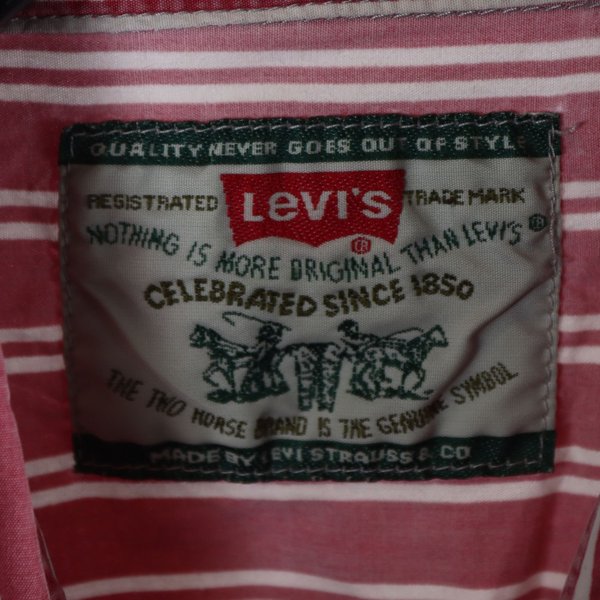 QUALITY NEVER GOES OUT OF STYLE
REGISTRATED LEVI'S TRADE MARK
NOTHING IS MORE ORIGINAL THAN LEVI'S ®
CELEBRATED SINCE 1850
THE TWO HORSE BRAND IS THE GENUINE SYMBOL
MADE BY LEVI STRAUSS & CO